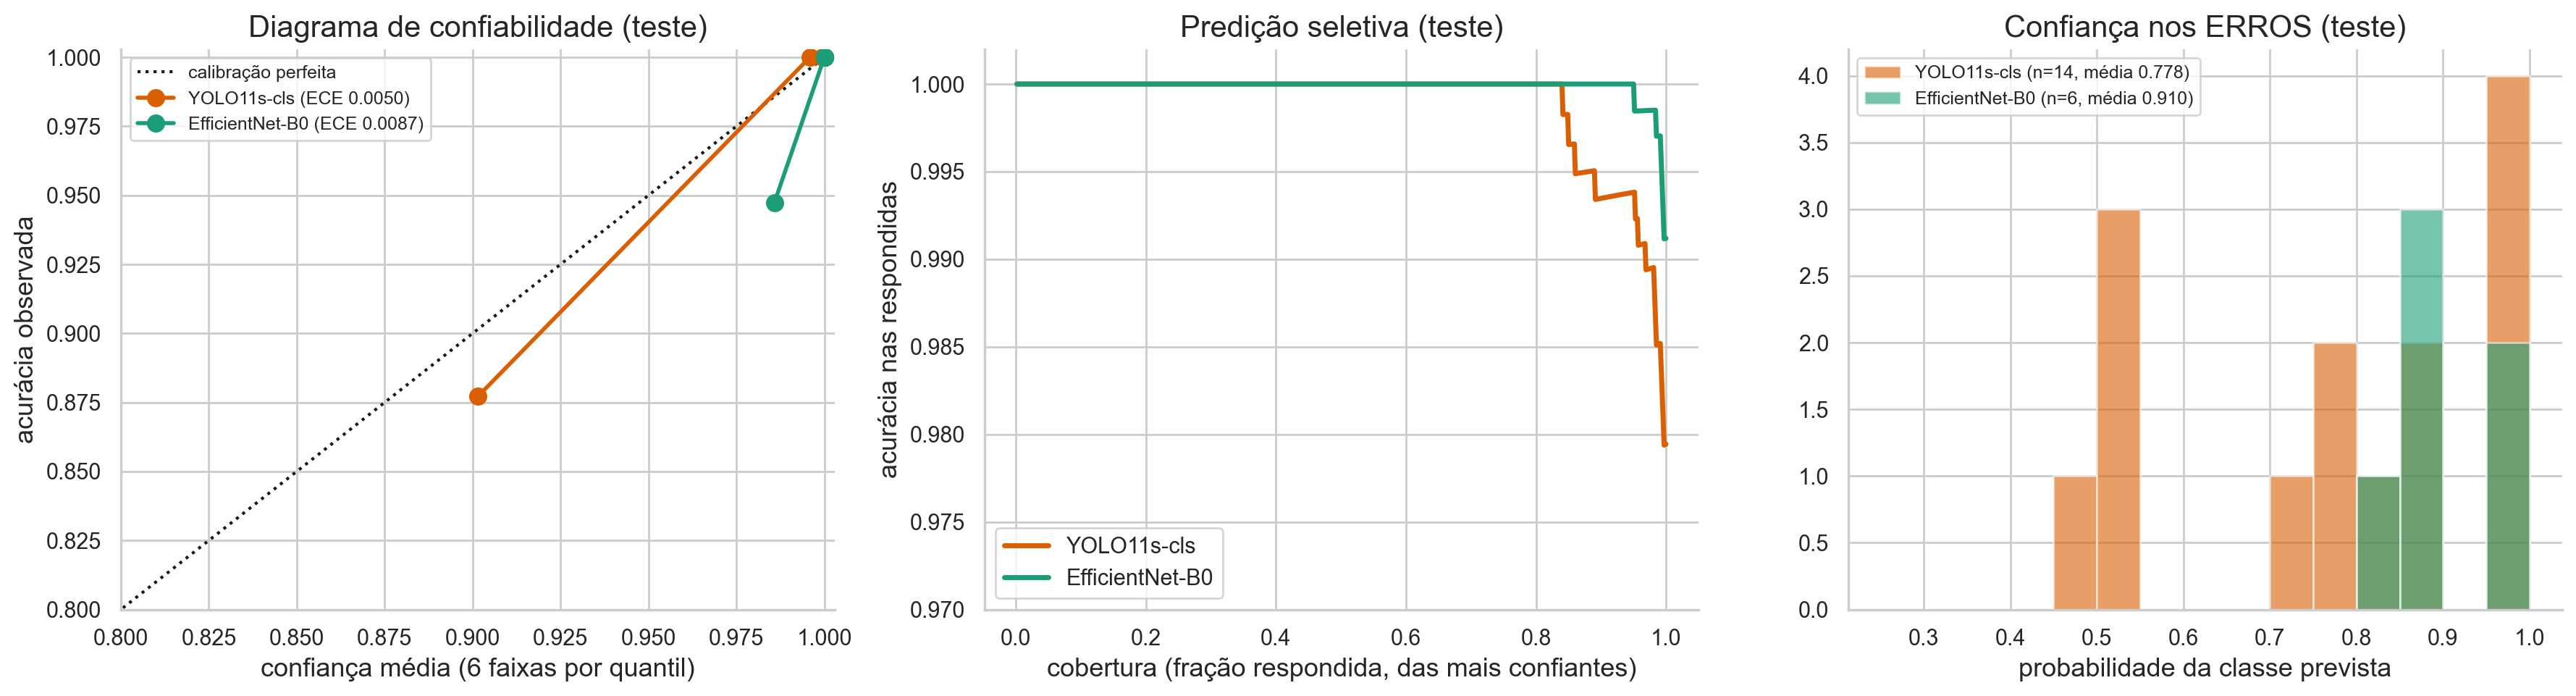 Diagrama de confiabilidade (teste)
calibração perfeita
YOLO11s-cls (ECE 0.0050)
EfficientNet-B0 (ECE 0.0087)
acurácia observada
1.000
0.975
0.950
0.925
0.900
0.875
0.850
0.825
0.800
0.800 0.825 0.850 0.875 0.900 0.925 0.950 0.975 1.000
confiança média (6 faixas por quantil)
Predição seletiva (teste)
acurácia nas respondidas
1.000
0.995
0.990
0.985
0.980
0.975
0.970
YOLO11s-cls
EfficientNet-B0
0.0 0.2 0.4 0.6 0.8 1.0
cobertura (fração respondida, das mais confiantes)
Confiança nos ERROS (teste)
YOLO11s-cls (n=14, média 0.778)
EfficientNet-B0 (n=6, média 0.910)
4.0
3.5
3.0
2.5
2.0
1.5
1.0
0.5
0.0
0.3 0.4 0.5 0.6 0.7 0.8 0.9 1.0
probabilidade da classe prevista